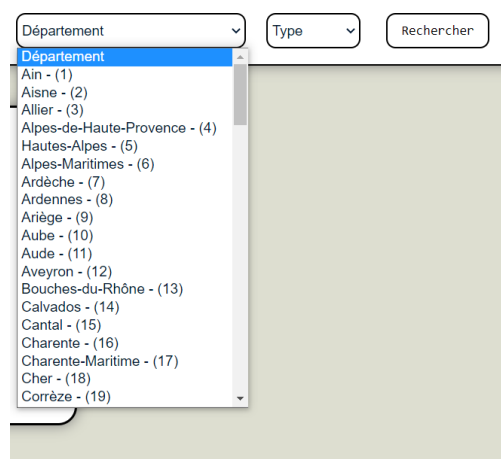 Département
Type
Rechercher
Département
Ain - (1)
Aisne - (2)
Allier - (3)
Alpes-de-Haute-Provence - (4)
Hautes-Alpes - (5)
Alpes-Maritimes - (6)
Ardèche - (7)
Ardennes - (8)
Ariège - (9)
Aube - (10)
Aude - (11)
Aveyron - (12)
Bouches-du-Rhône - (13)
Calvados - (14)
Cantal - (15)
Charente - (16)
Charente-Maritime - (17)
Cher - (18)
Corrèze - (19)